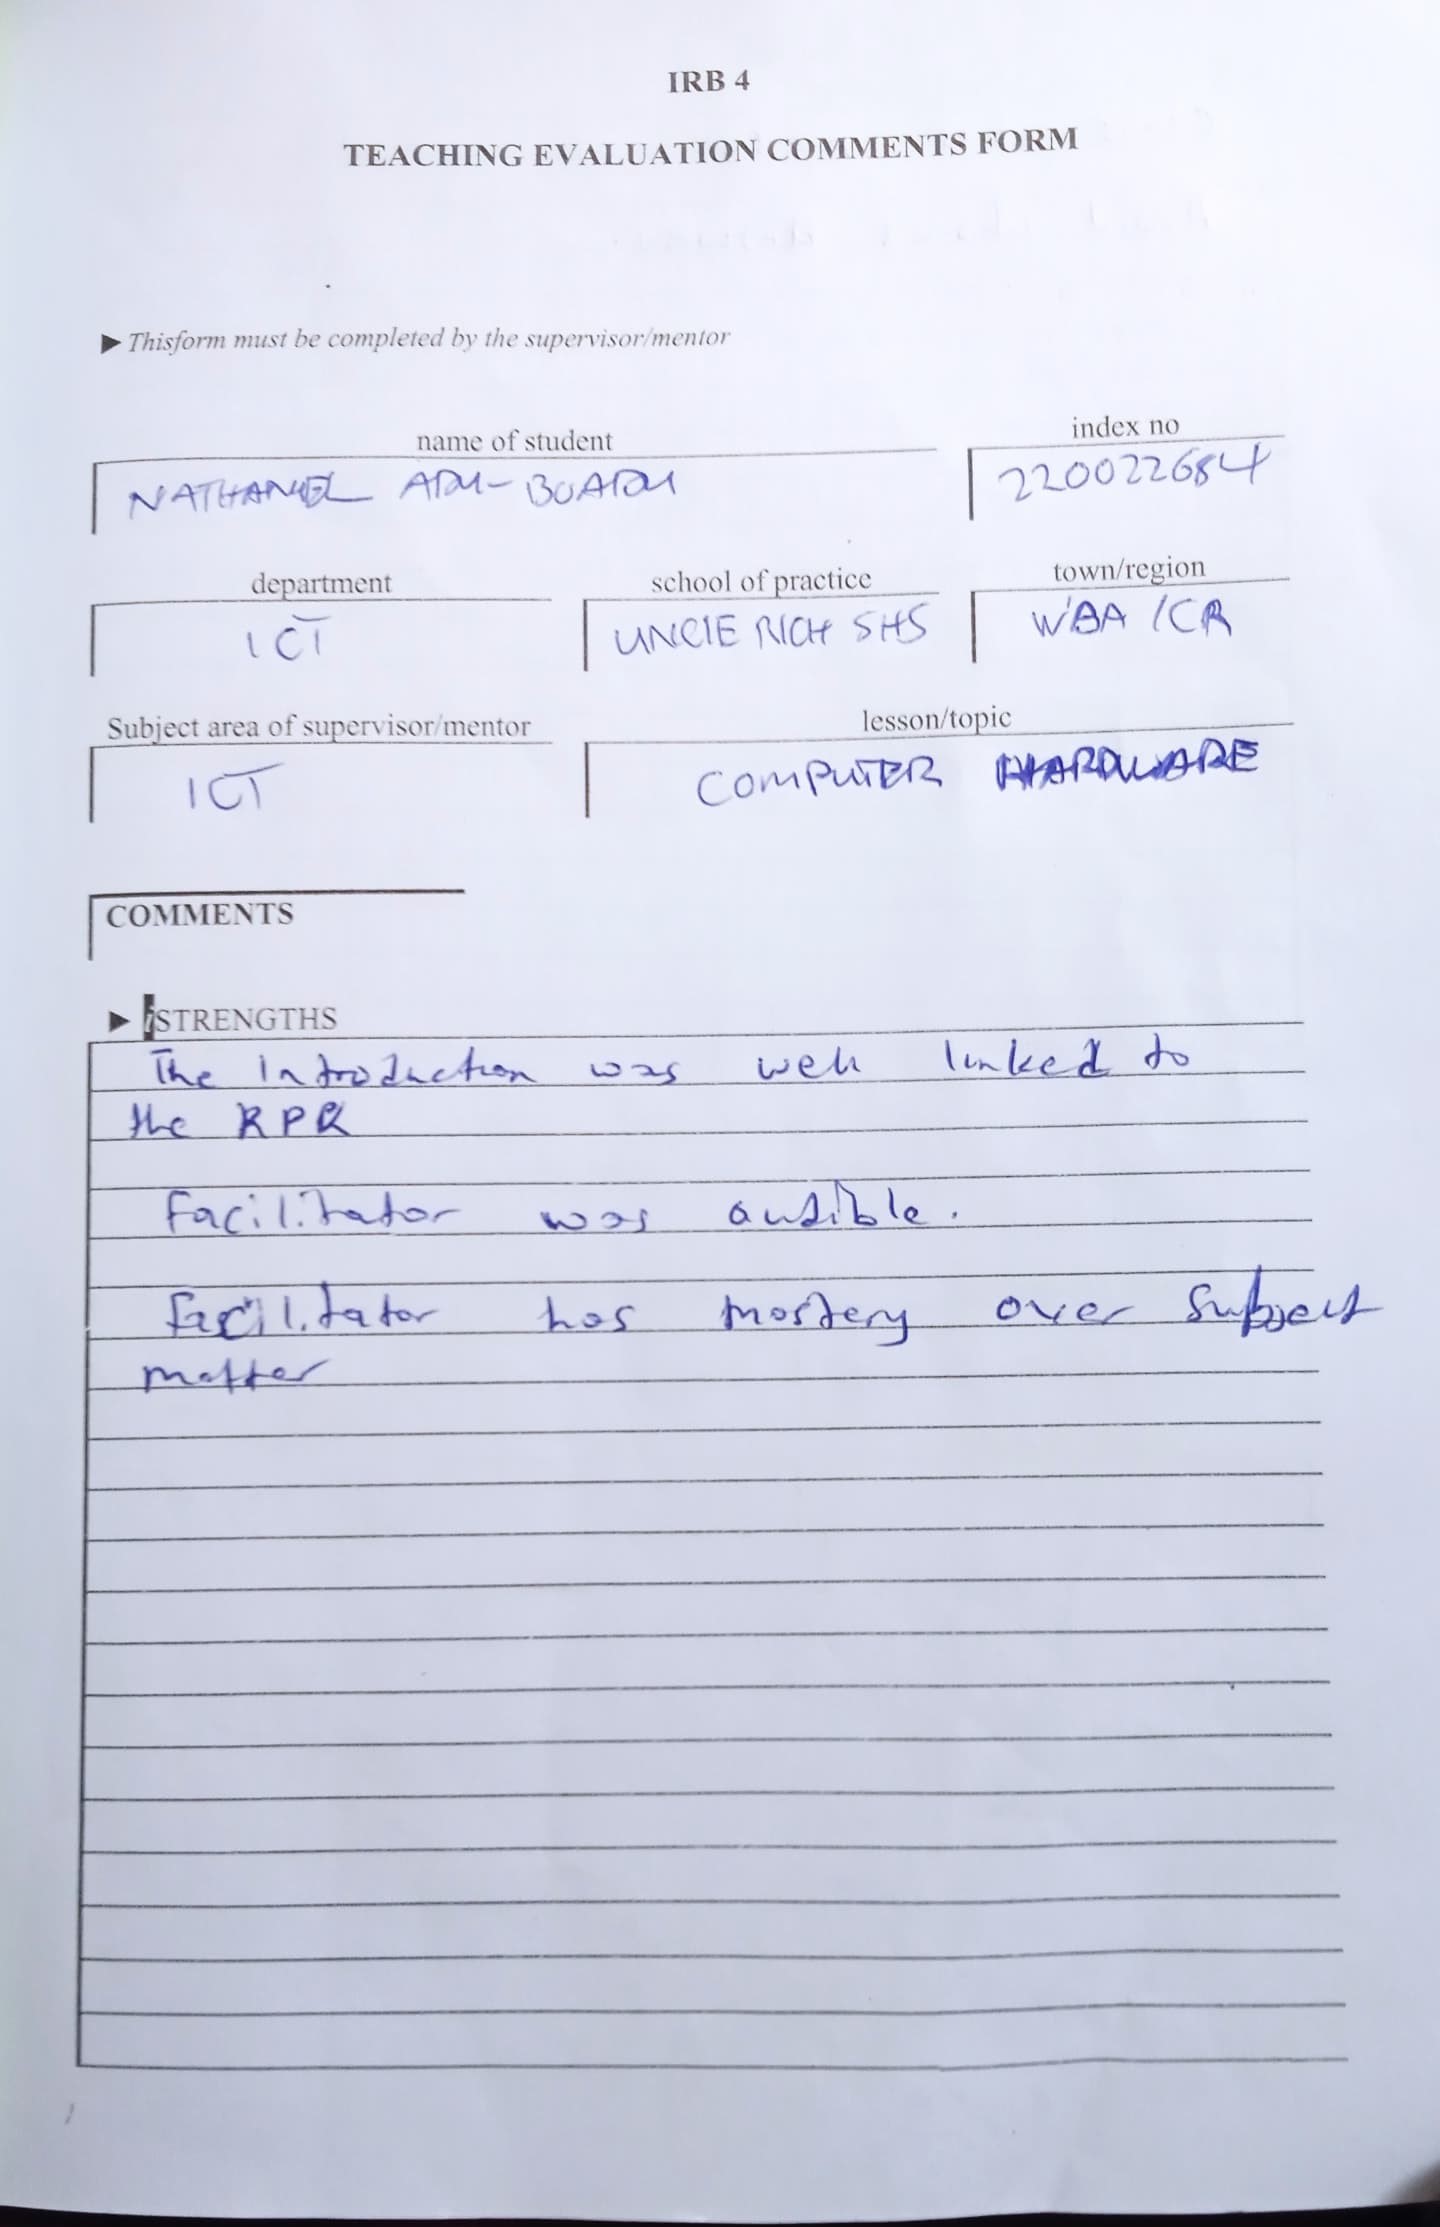 IRB 4
TEACHING EVALUATION COMMENTS FORM
▶ Thisform must be completed by the supervisor/mentor
name of student
index no
NATHANIEL ADU-BOADU
220022684
department
school of practice
town/region
ICT
UNCLE RICH SHS
WBA /CR
Subject area of supervisor/mentor
lesson/topic
ICT
COMPUTER HARDWARE
COMMENTS
▶ STRENGTHS
The Introduction was well linked to
the RPK
Facilitator was audible.
Facilitator has mastery over subject
matter